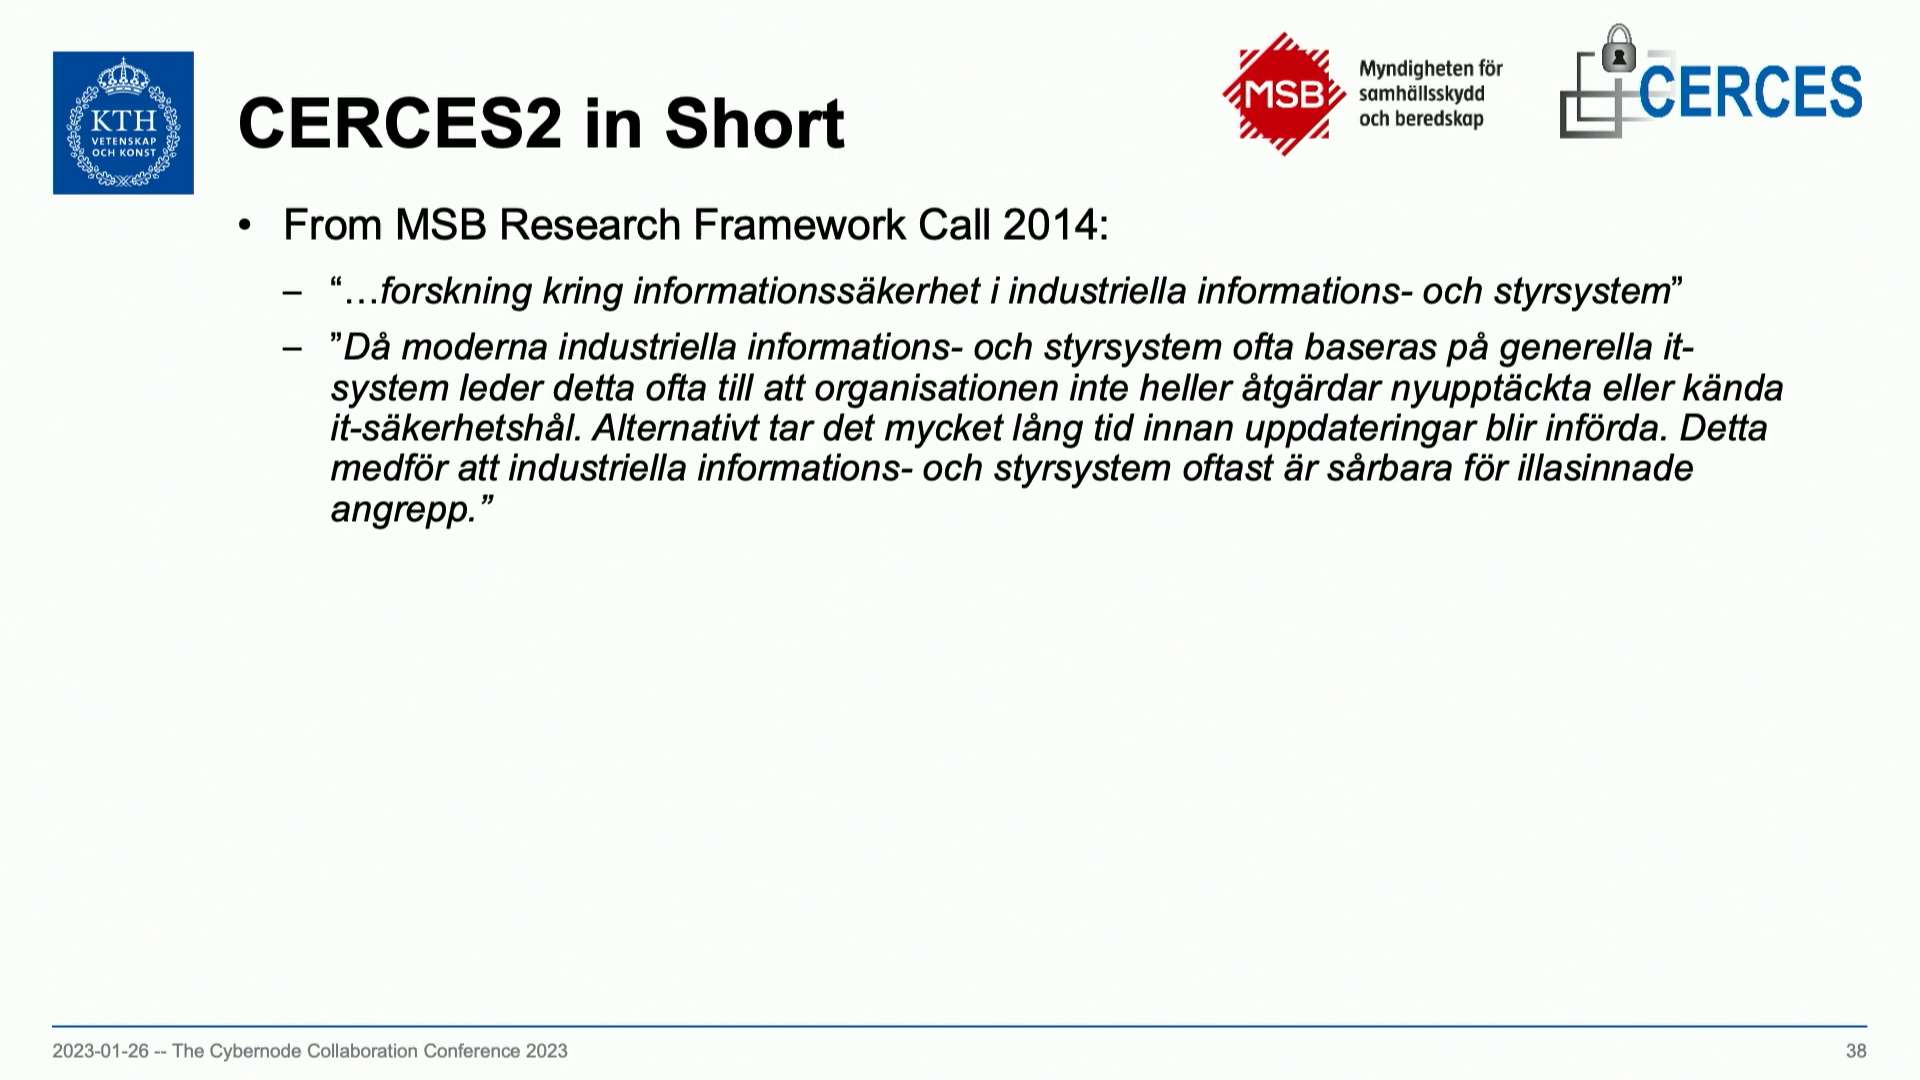 KTH
VETENSKAP
OCH KONST
CERCES2 in Short
MSB
Myndigheten för
samhällsskydd
och beredskap
CERCES
• From MSB Research Framework Call 2014:
– “…forskning kring informationssäkerhet i industriella informations- och styrsystem”
– ”Då moderna industriella informations- och styrsystem ofta baseras på generella it-
system leder detta ofta till att organisationen inte heller åtgärdar nyupptäckta eller kända
it-säkerhetshål. Alternativt tar det mycket lång tid innan uppdateringar blir införda. Detta
medför att industriella informations- och styrsystem oftast är sårbara för illasinnade
angrepp.”
2023-01-26 -- The Cybernode Collaboration Conference 2023
38